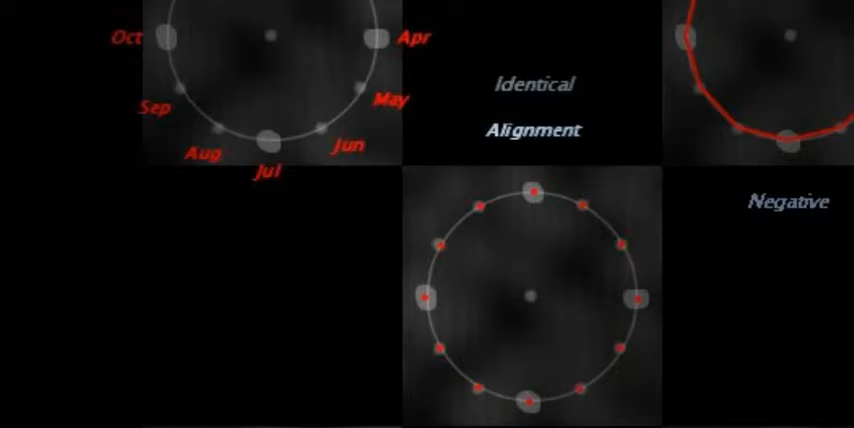 Oct
Apr
Identical
Sep
May
Alignment
Aug
Jun
Jul
Negative